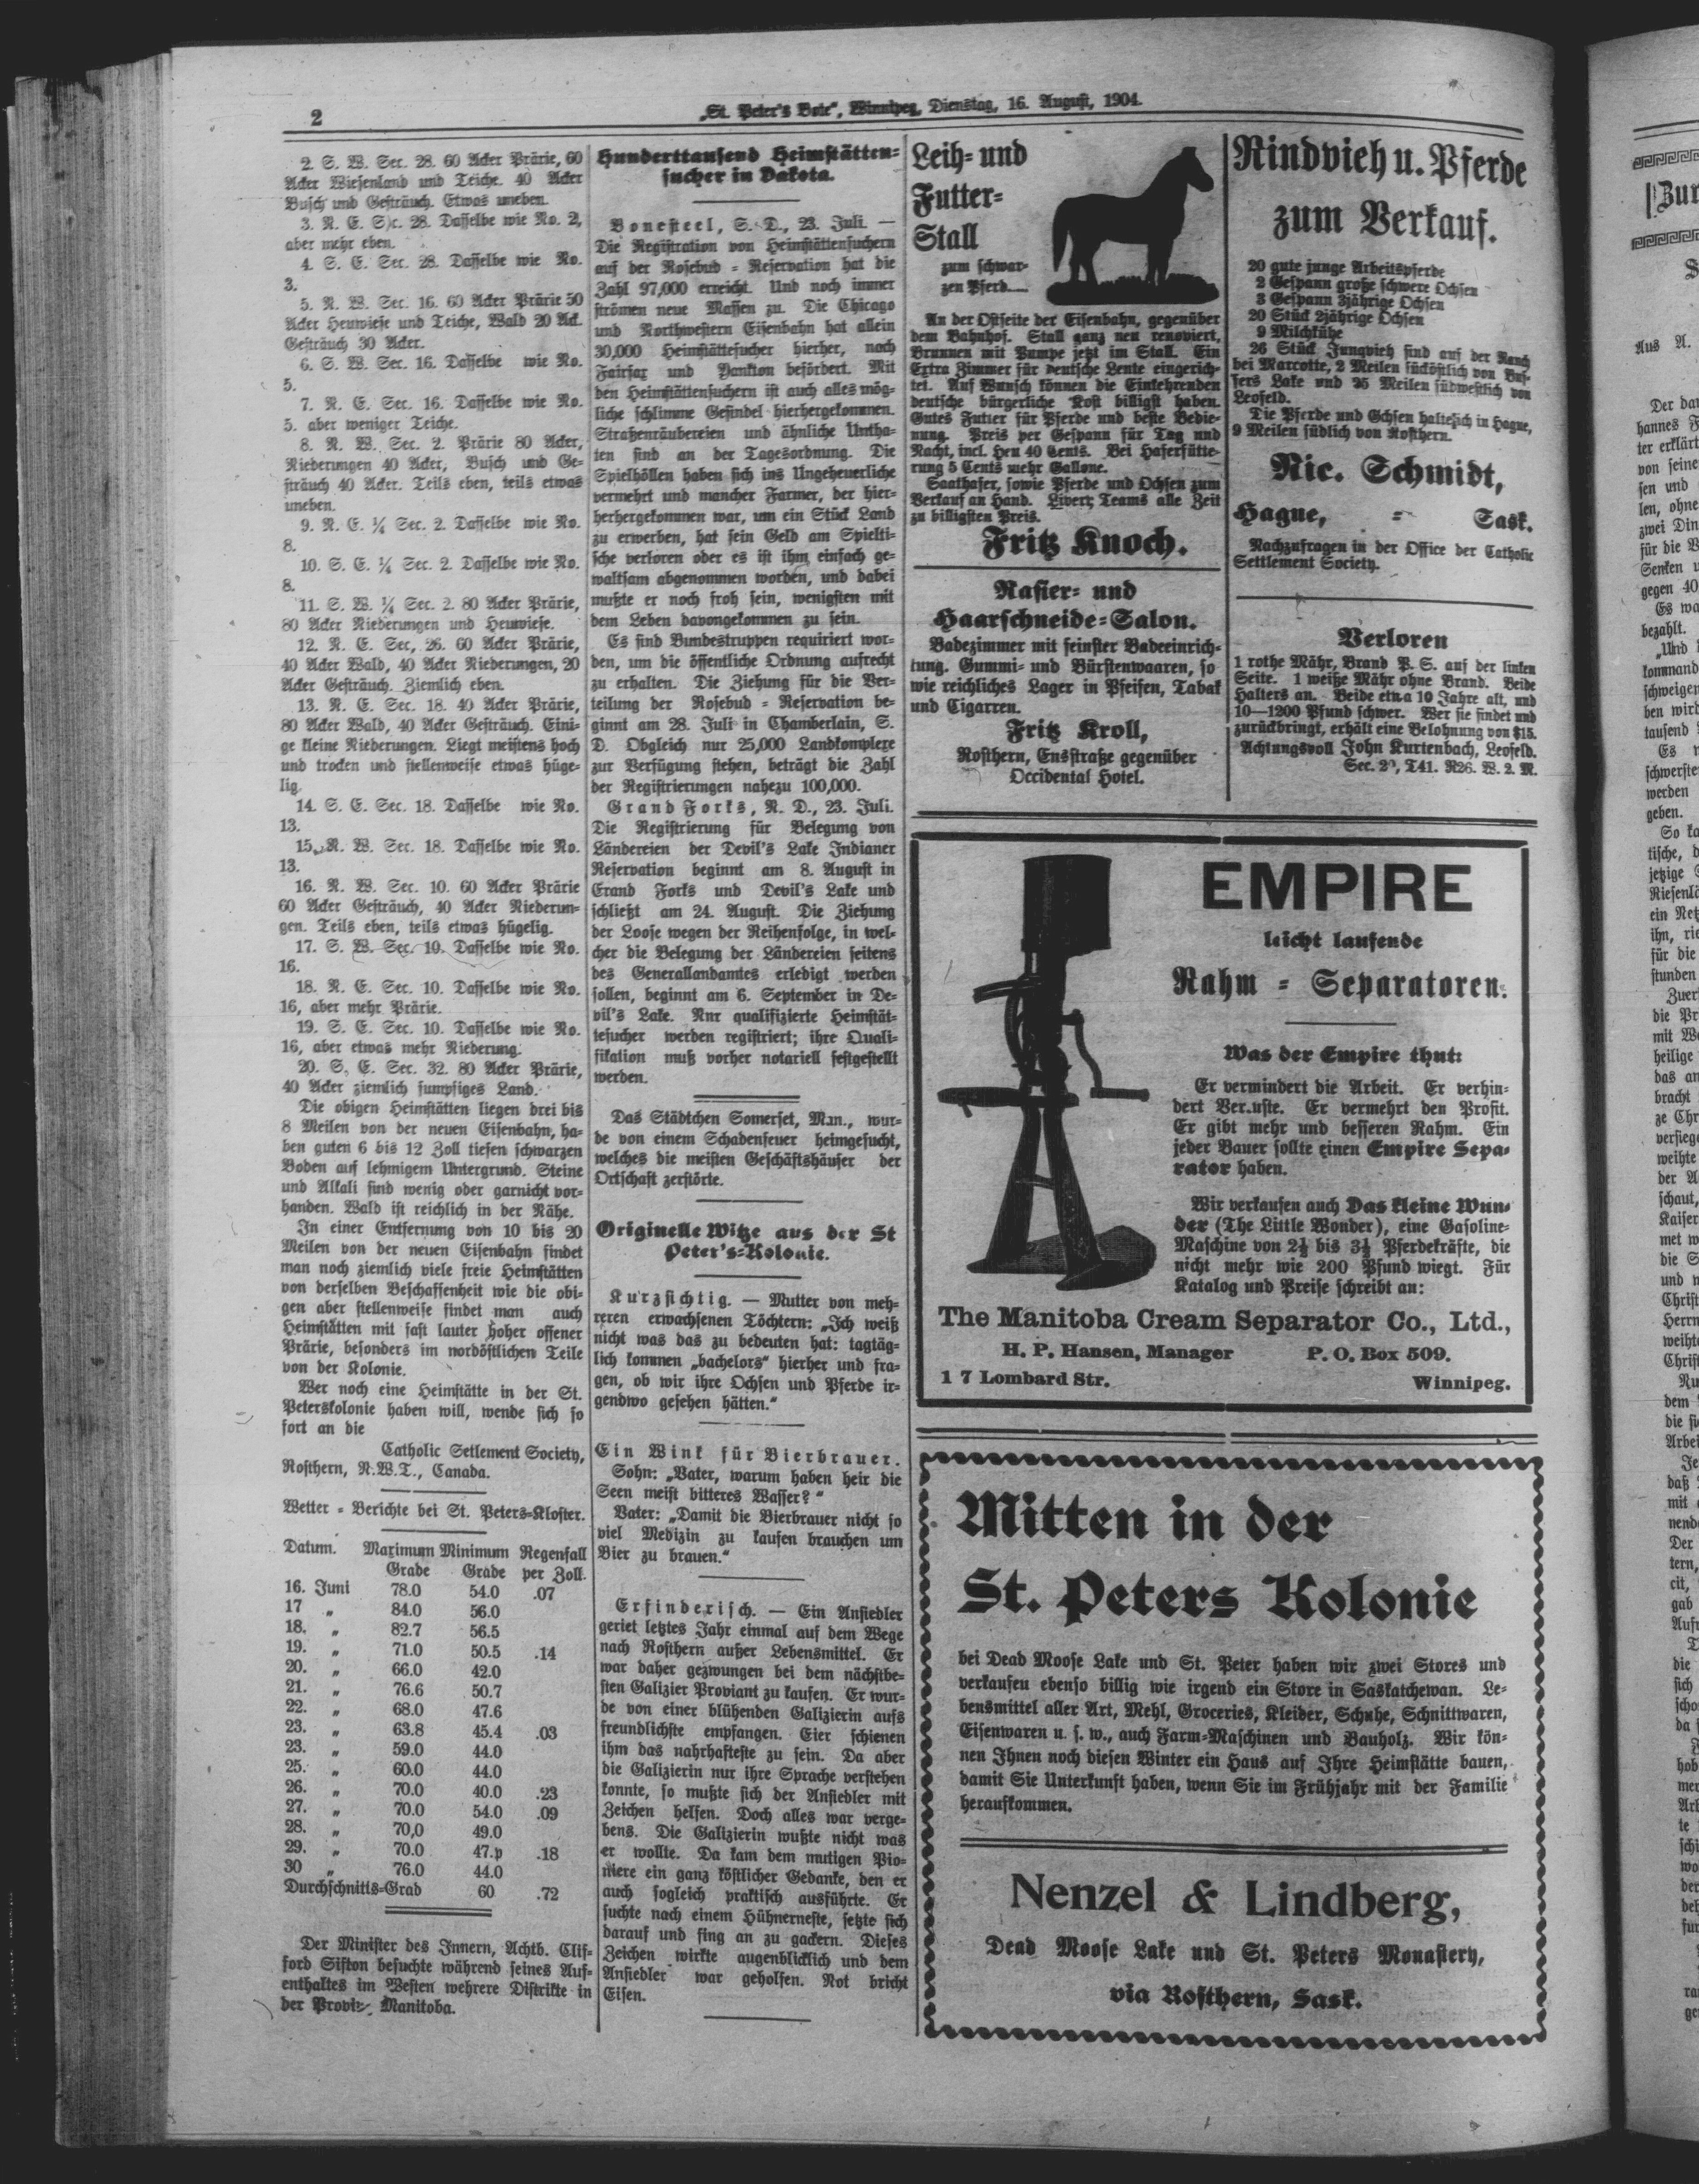 2
„St. Peter's Bote", Winnipeg, Dienstag, 16. August, 1904.
2. S. W. Sec. 28. 60 Acker Prärie, 60
Acker Wiesenland und Teiche. 40 Acker
Busch und Gesträuch. Etwas uneben.
3. N. E. Sec. 28. Dasselbe wie No. 2,
aber mehr eben.
4. S. E. Sec. 28. Dasselbe wie No.
3.
5. N. W. Sec. 16. 60 Acker Prärie 50
Acker Heuwiese und Teiche, Wald 20 Ack.
Gesträuch 30 Acker.
6. S. W. Sec. 16. Dasselbe wie No.
5.
7. N. E. Sec. 16. Dasselbe wie No.
5. aber weniger Teiche.
8. N. W. Sec. 2. Prärie 80 Acker,
Niederungen 40 Acker, Busch und Ge-
sträuch 40 Acker. Teils eben, teils etwas
uneben.
9. N. E. ¼ Sec. 2. Dasselbe wie No.
8.
10. S. E. ¼ Sec. 2. Dasselbe wie No.
8.
11. S. W. ¼ Sec. 2. 80 Acker Prärie,
80 Acker Niederungen und Heuwiese.
12. N. E. Sec, 26. 60 Acker Prärie,
40 Acker Wald, 40 Acker Niederungen, 20
Acker Gesträuch. Ziemlich eben.
13. N. E. Sec. 18. 40 Acker Prärie,
80 Acker Wald, 40 Acker Gesträuch. Eini-
ge kleine Niederungen. Liegt meistens hoch
und trocken und stellenweise etwas hüge-
lig.
14. S. E. Sec. 18. Dasselbe wie No.
13.
15. N. W. Sec. 18. Dasselbe wie No.
13.
16. N. W. Sec. 10. 60 Acker Prärie
60 Acker Gesträuch, 40 Acker Niederun-
gen. Teils eben, teils etwas hügelig.
17. S. W. Sec. 10. Dasselbe wie No.
16.
18. N. E. Sec. 10. Dasselbe wie No.
16, aber mehr Prärie.
19. S. E. Sec. 10. Dasselbe wie No.
16, aber etwas mehr Niederung.
20. S, E. Sec. 32. 80 Acker Prärie,
40 Acker ziemlich sumpfiges Land.
Die obigen Heimstätten liegen drei bis
8 Meilen von der neuen Eisenbahn, ha-
ben guten 6 bis 12 Zoll tiefen schwarzen
Boden auf lehmigem Untergrund. Steine
und Alkali sind wenig oder garnicht vor-
handen. Wald ist reichlich in der Nähe.
In einer Entfernung von 10 bis 20
Meilen von der neuen Eisenbahn findet
man noch ziemlich viele freie Heimstätten
von derselben Beschaffenheit wie die obi-
gen aber stellenweise findet man auch
Heimstätten mit fast lauter hoher offener
Prärie, besonders im nordöstlichen Teile
von der Kolonie.
Wer noch eine Heimstätte in der St.
Peterskolonie haben will, wende sich so
fort an die
Catholic Setlement Society,
Rosthern, N.W.T., Canada.
Wetter = Berichte bei St. Peters-Kloster.
Datum. Maximum Minimum Regenfall
Grade Grade per Zoll.
16. Juni 78.0 54.0 .07
17 „ 84.0 56.0
18. „ 82.7 56.5
19. „ 71.0 50.5 .14
20. „ 66.0 42.0
21. „ 76.6 50.7
22. „ 68.0 47.6
23. „ 63.8 45.4 .03
23. „ 59.0 44.0
25. „ 60.0 44.0
26. „ 70.0 40.0 .23
27. „ 70.0 54.0 .09
28. „ 70,0 49.0
29. „ 70.0 47.p .18
30 „ 76.0 44.0
Durchschnitts=Grad 60 .72
Der Minister des Innern, Achtb. Clif-
ford Sifton besuchte während seines Auf-
enthaltes im Westen wehrere Distrikte in
der Manitoba.
Hunderttausend Heimstätten-
sucher in Dakota.
Bonesteel, S. D., 23. Juli. —
Die Registration von Heimstättensuchern
auf der Rosebud = Reservation hat die
Zahl 97,000 erreicht. Und noch immer
strömen neue Massen zu. Die Chicago
und Northwestern Eisenbahn hat allein
30,000 Heimstättesucher hierher, nach
Fairfax und Yankton befördert. Mit
den Heimstättensuchern ist auch alles mög-
liche schlimme Gesindel hierhergekommen.
Straßenräubereien und ähnliche Untha-
ten sind an der Tagesordnung. Die
Spielhöllen haben sich ins Ungeheuerliche
vermehrt und mancher Farmer, der hier-
herhergekommen war, um ein Stück Land
zu erwerben, hat sein Geld am Spielti-
sche verloren oder es ist ihm einfach ge-
waltsam abgenommen worden, und dabei
mußte er noch froh sein, wenigsten mit
dem Leben davongekommen zu sein.
Es sind Bundestruppen requiriert wor-
den, um die öffentliche Ordnung aufrecht
zu erhalten. Die Ziehung für die Ver-
teilung der Rosebud = Reservation be-
ginnt am 28. Juli in Chamberlain, S.
D. Obgleich nur 25,000 Landkomplexe
zur Verfügung stehen, beträgt die Zahl
der Registrierungen nahezu 100,000.
Grand Forks, N. D., 23. Juli.
Die Registrierung für Belegung von
Ländereien der Devil's Lake Indianer
Reservation beginnt am 8. August in
Grand Forks und Devil's Lake und
schließt am 24. August. Die Ziehung
der Loose wegen der Reihenfolge, in wel-
cher die Belegung der Ländereien seitens
des Generallandamtes erledigt werden
sollen, beginnt am 6. September in De-
vil's Lake. Nur qualifizierte Heimstät-
tesucher werden registriert; ihre Quali-
fikation muß vorher notariell festgestellt
werden.
Das Städtchen Somerset, Man., wur-
de von einem Schadenfeuer heimgesucht,
welches die meisten Geschäftshäuser der
Ortschaft zerstörte.
Originelle Witze aus der St
Peter's=Kolonie.
Kurzsichtig. — Mutter von meh-
reren erwachsenen Töchtern: „Ich weiß
nicht was das zu bedeuten hat: tagtäg-
lich kommen „bachelors" hierher und fra-
gen, ob wir ihre Ochsen und Pferde ir-
gendwo gesehen hätten."
Ein Wink für Bierbrauer.
Sohn: „Vater, warum haben heir die
Seen meist bitteres Wasser?"
Vater: „Damit die Bierbrauer nicht so
viel Medizin zu kaufen brauchen um
Bier zu brauen."
Erfinderisch. — Ein Ansiedler
geriet letztes Jahr einmal auf dem Wege
nach Rosthern außer Lebensmittel. Er
war daher gezwungen bei dem nächstbe-
sten Galizier Proviant zu kaufen. Er wur-
de von einer blühenden Galizierin aufs
freundlichste empfangen. Eier schienen
ihm das nahrhafteste zu sein. Da aber
die Galizierin nur ihre Sprache verstehen
konnte, so mußte sich der Ansiedler mit
Zeichen helfen. Doch alles war verge-
bens. Die Galizierin wußte nicht was
er wollte. Da kam dem mutigen Pio-
niere ein ganz köstlicher Gedanke, den er
auch sogleich praktisch ausführte. Er
suchte nach einem Hühnerneste, setzte sich
darauf und fing an zu gackern. Dieses
Zeichen wirkte augenblicklich und dem
Ansiedler war geholfen. Not bricht
Eisen.
Leih- und
Futter-
Stall
zum schwar-
zen Pferd....
An der Ostseite der Eisenbahn, gegenüber
dem Bahnhof. Stall ganz neu renoviert,
Brunnen mit Pumpe jetzt im Stall. Ein
Extra Zimmer für deutsche Leute eingerich-
tet. Auf Wunsch können die Einkehrenden
deutsche bürgerliche Kost billigst haben.
Gutes Futter für Pferde und beste Bedie-
nung. Preis per Gespann für Tag und
Nacht, incl. Heu 40 Cents. Bei Haferfütte-
rung 5 Cents mehr Gallone.
Saathafer, sowie Pferde und Ochsen zum
Verkauf an Hand. Livery Teams alle Zeit
zu billigsten Preis.
Fritz Knoch.
Rasier- und
Haarschneide=Salon.
Badezimmer mit feinster Badeeinrich-
tung. Gummi- und Bürstenwaaren, so
wie reichliches Lager in Pfeifen, Tabak
und Cigarren.
Fritz Kroll,
Rosthern, Ensstraße gegenüber
Occidental Hotel.
Rindvieh u. Pferde
zum Verkauf.
20 gute junge Arbeitspferde
2 Gespann große schwere Ochsen
3 Gespann 3jährige Ochsen
20 Stück 2jährige Ochsen
9 Milchkühe
26 Stück Jungvieh sind auf der Ranch
bei Marcotte, 2 Meilen südöstlich von Buf-
fers Lake und 25 Meilen südwestlich von
Leofeld.
Die Pferde und Ochsen halte ich in Hague,
9 Meilen südlich von Rosthern.
Nic. Schmidt,
Hague, = Sask.
Nachzufragen in der Office der Catholic
Settlement Society.
Verloren
1 rothe Mähr, Brand P. S. auf der linken
Seite. 1 weiße Mähr ohne Brand. Beide
Halters an. Beide etwa 10 Jahre alt, und
10—1200 Pfund schwer. Wer sie findet und
zurückbringt, erhält eine Belohnung von $15.
Achtungsvoll John Kurtenbach, Leofeld.
Sec. T41. R26. W. 2. M.
EMPIRE
leicht laufende
Rahm = Separatoren.
Was der Empire thut:
Er vermindert die Arbeit. Er verhin-
dert Verluste. Er vermehrt den Profit.
Er gibt mehr und besseren Rahm. Ein
jeder Bauer sollte einen Empire Sepa-
rator haben.
Wir verkaufen auch Das kleine Wun-
der (The Little Wonder), eine Gasoline-
Maschine von 2½ bis 3½ Pferdekräfte, die
nicht mehr wie 200 Pfund wiegt. Für
Katalog und Preise schreibt an:
The Manitoba Cream Separator Co., Ltd.,
H. P. Hansen, Manager P. O. Box 509.
1 7 Lombard Str. Winnipeg.
Mitten in der
St. Peters Kolonie
bei Dead Moose Lake und St. Peter haben wir zwei Stores und
verkaufen ebenso billig wie irgend ein Store in Saskatchewan. Le-
bensmittel aller Art, Mehl, Groceries, Kleider, Schuhe, Schnittwaren,
Eisenwaren u. s. w., auch Farm=Maschinen und Bauholz. Wir kön-
nen Ihnen noch diesen Winter ein Haus auf Ihre Heimstätte bauen,
damit Sie Unterkunft haben, wenn Sie im Frühjahr mit der Familie
heraufkommen.
Nenzel & Lindberg,
Dead Moose Lake und St. Peters Monastery,
via Rosthern, Sask.